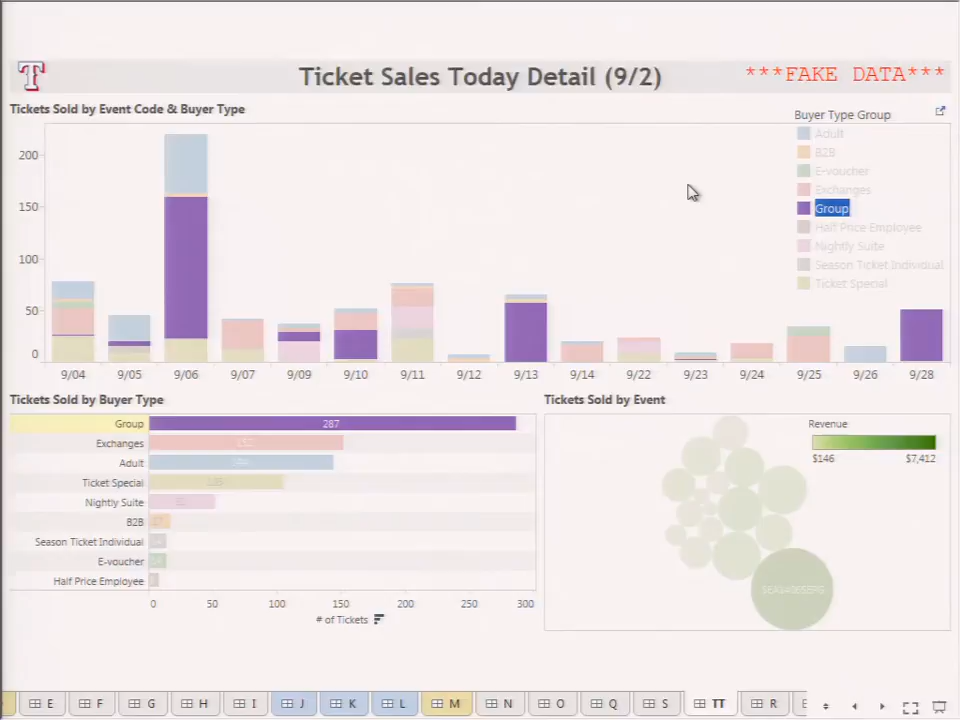 T
Ticket Sales Today Detail (9/2)
***FAKE DATA***
Tickets Sold by Event Code & Buyer Type
Buyer Type Group
Adult
B2B
E-voucher
Exchanges
Group
Half Price Employee
Nightly Suite
Season Ticket Individual
Ticket Special
200
150
100
50
0
9/04 9/05 9/06 9/07 9/09 9/10 9/11 9/12 9/13 9/14 9/22 9/23 9/24 9/25 9/26 9/28
Tickets Sold by Buyer Type
Group 287
Exchanges
Adult
Ticket Special
Nightly Suite
B2B
Season Ticket Individual
E-voucher
Half Price Employee
0 50 100 150 200 250 300
# of Tickets
Tickets Sold by Event
Revenue
$146 $7,412
E F G H I J K L M N O Q S TT R